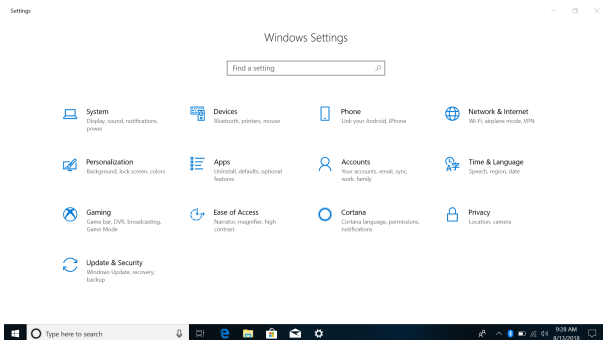 Settings
Windows Settings
Find a setting
System
Display, sound, notifications,
power
Devices
Bluetooth, printers, mouse
Phone
Link your Android, iPhone
Network & Internet
Wi-Fi, airplane mode, VPN
Personalization
Background, lock screen, colors
Apps
Uninstall, defaults, optional
features
Accounts
Your accounts, email, sync,
work, family
Time & Language
Speech, region, date
Gaming
Game bar, DVR, broadcasting,
Game Mode
Ease of Access
Narrator, magnifier, high
contrast
Cortana
Cortana language, permissions,
notifications
Privacy
Location, camera
Update & Security
Windows Update, recovery,
backup
Type here to search
9:28 AM
8/13/2018